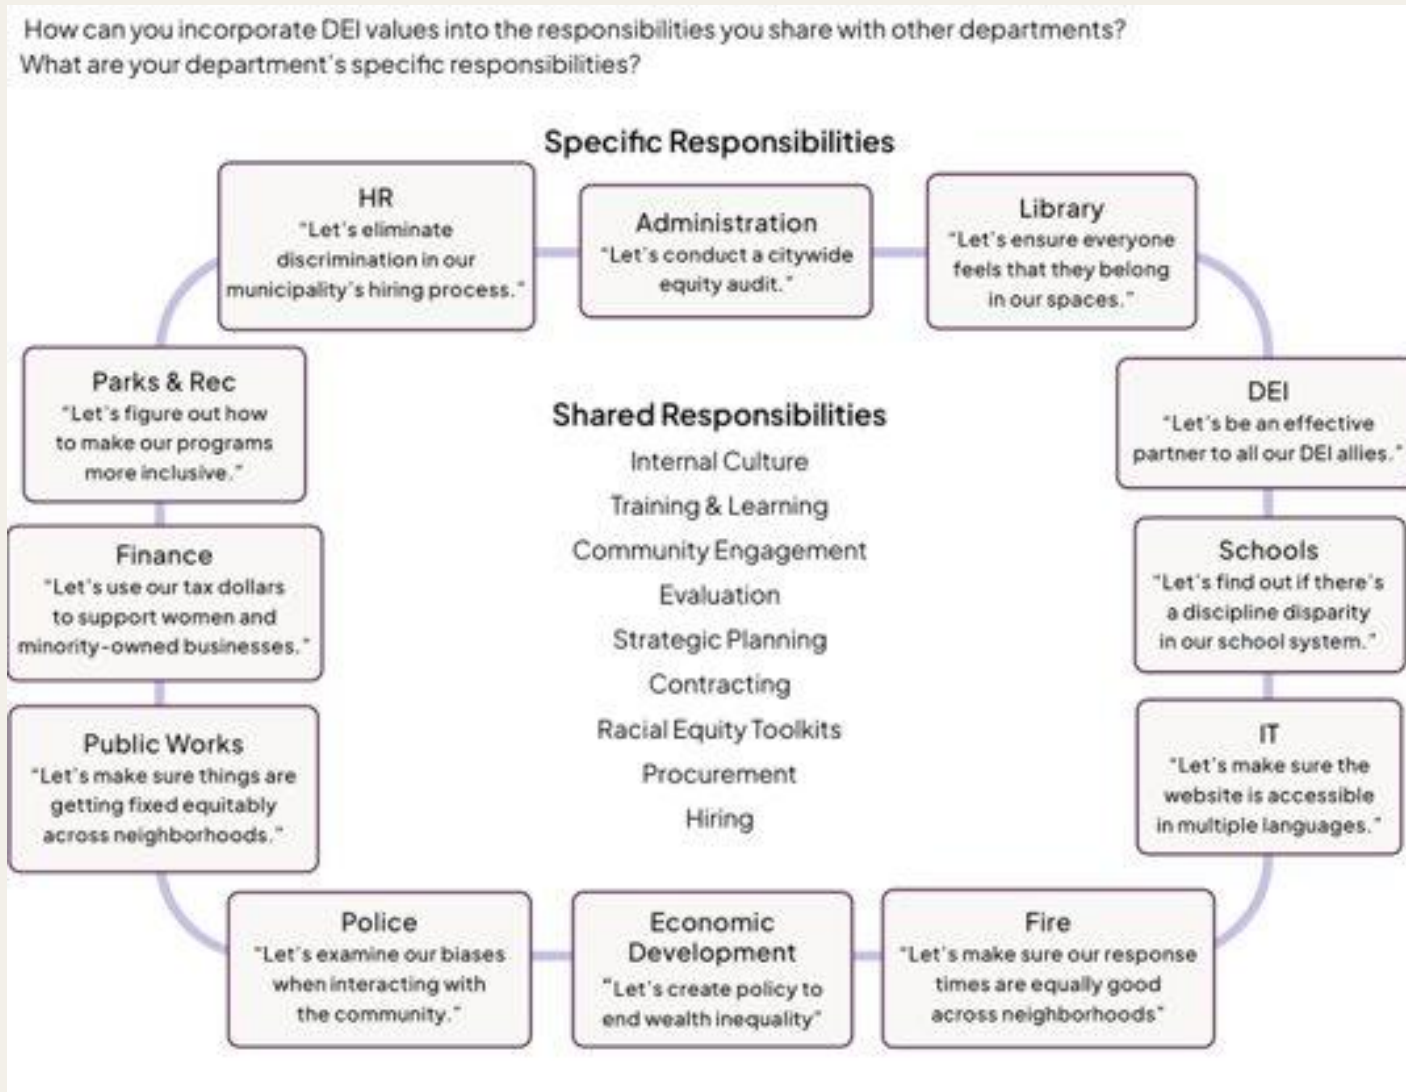 How can you incorporate DEI values into the responsibilities you share with other departments?
What are your department's specific responsibilities?
Specific Responsibilities
HR
"Let's eliminate
discrimination in our
municipality's hiring process."
Administration
"Let's conduct a citywide
equity audit."
Library
"Let's ensure everyone
feels that they belong
in our spaces."
Parks & Rec
"Let's figure out how
to make our programs
more inclusive."
DEI
"Let's be an effective
partner to all our DEI allies."
Finance
"Let's use our tax dollars
to support women and
minority-owned businesses."
Schools
"Let's find out if there's
a discipline disparity
in our school system."
Public Works
"Let's make sure things are
getting fixed equitably
across neighborhoods."
IT
"Let's make sure the
website is accessible
in multiple languages."
Police
"Let's examine our biases
when interacting with
the community."
Economic
Development
"Let's create policy to
end wealth inequality"
Fire
"Let's make sure our response
times are equally good
across neighborhoods"
Shared Responsibilities
Internal Culture
Training & Learning
Community Engagement
Evaluation
Strategic Planning
Contracting
Racial Equity Toolkits
Procurement
Hiring